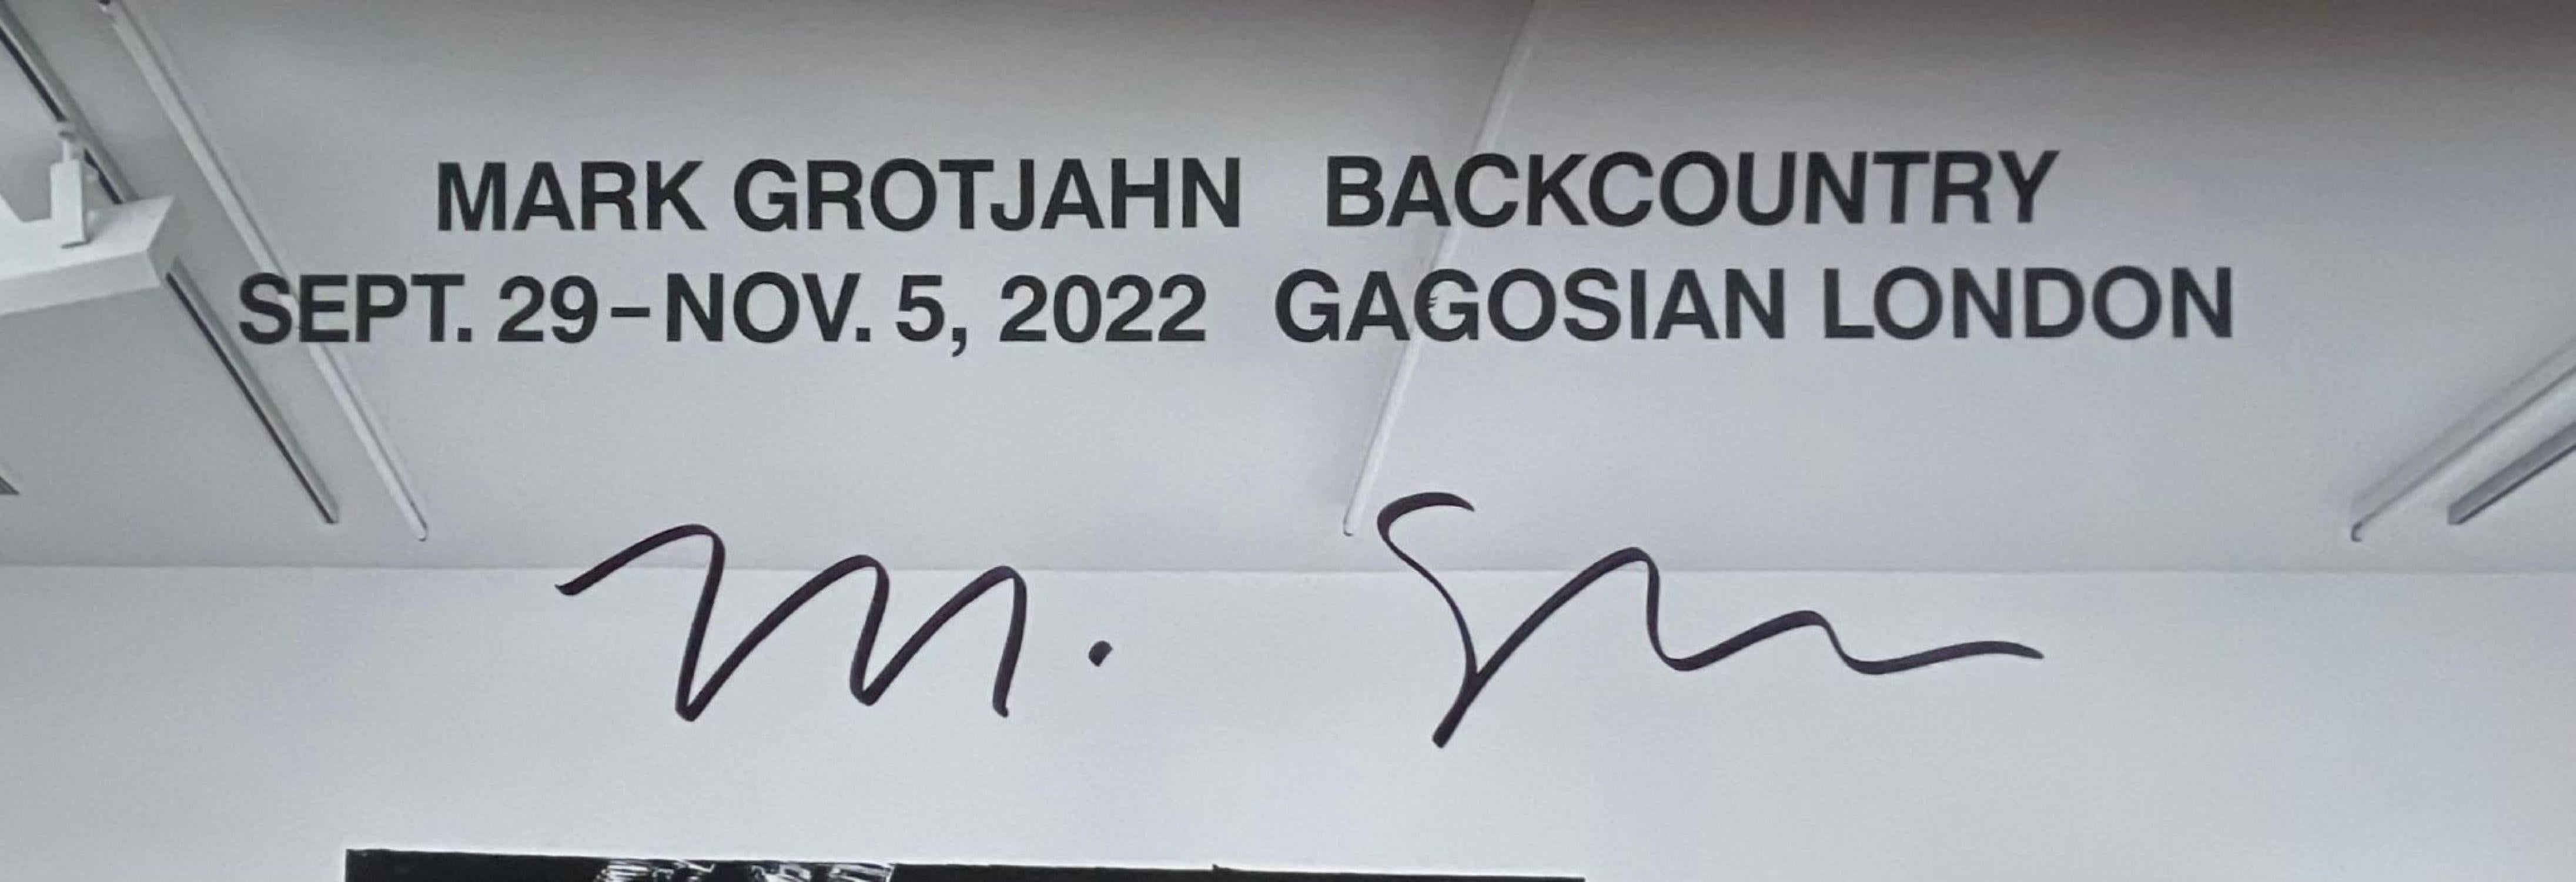 MARK GROTJAHN BACKCOUNTRY
SEPT. 29–NOV. 5, 2022 GAGOSIAN LONDON
M.